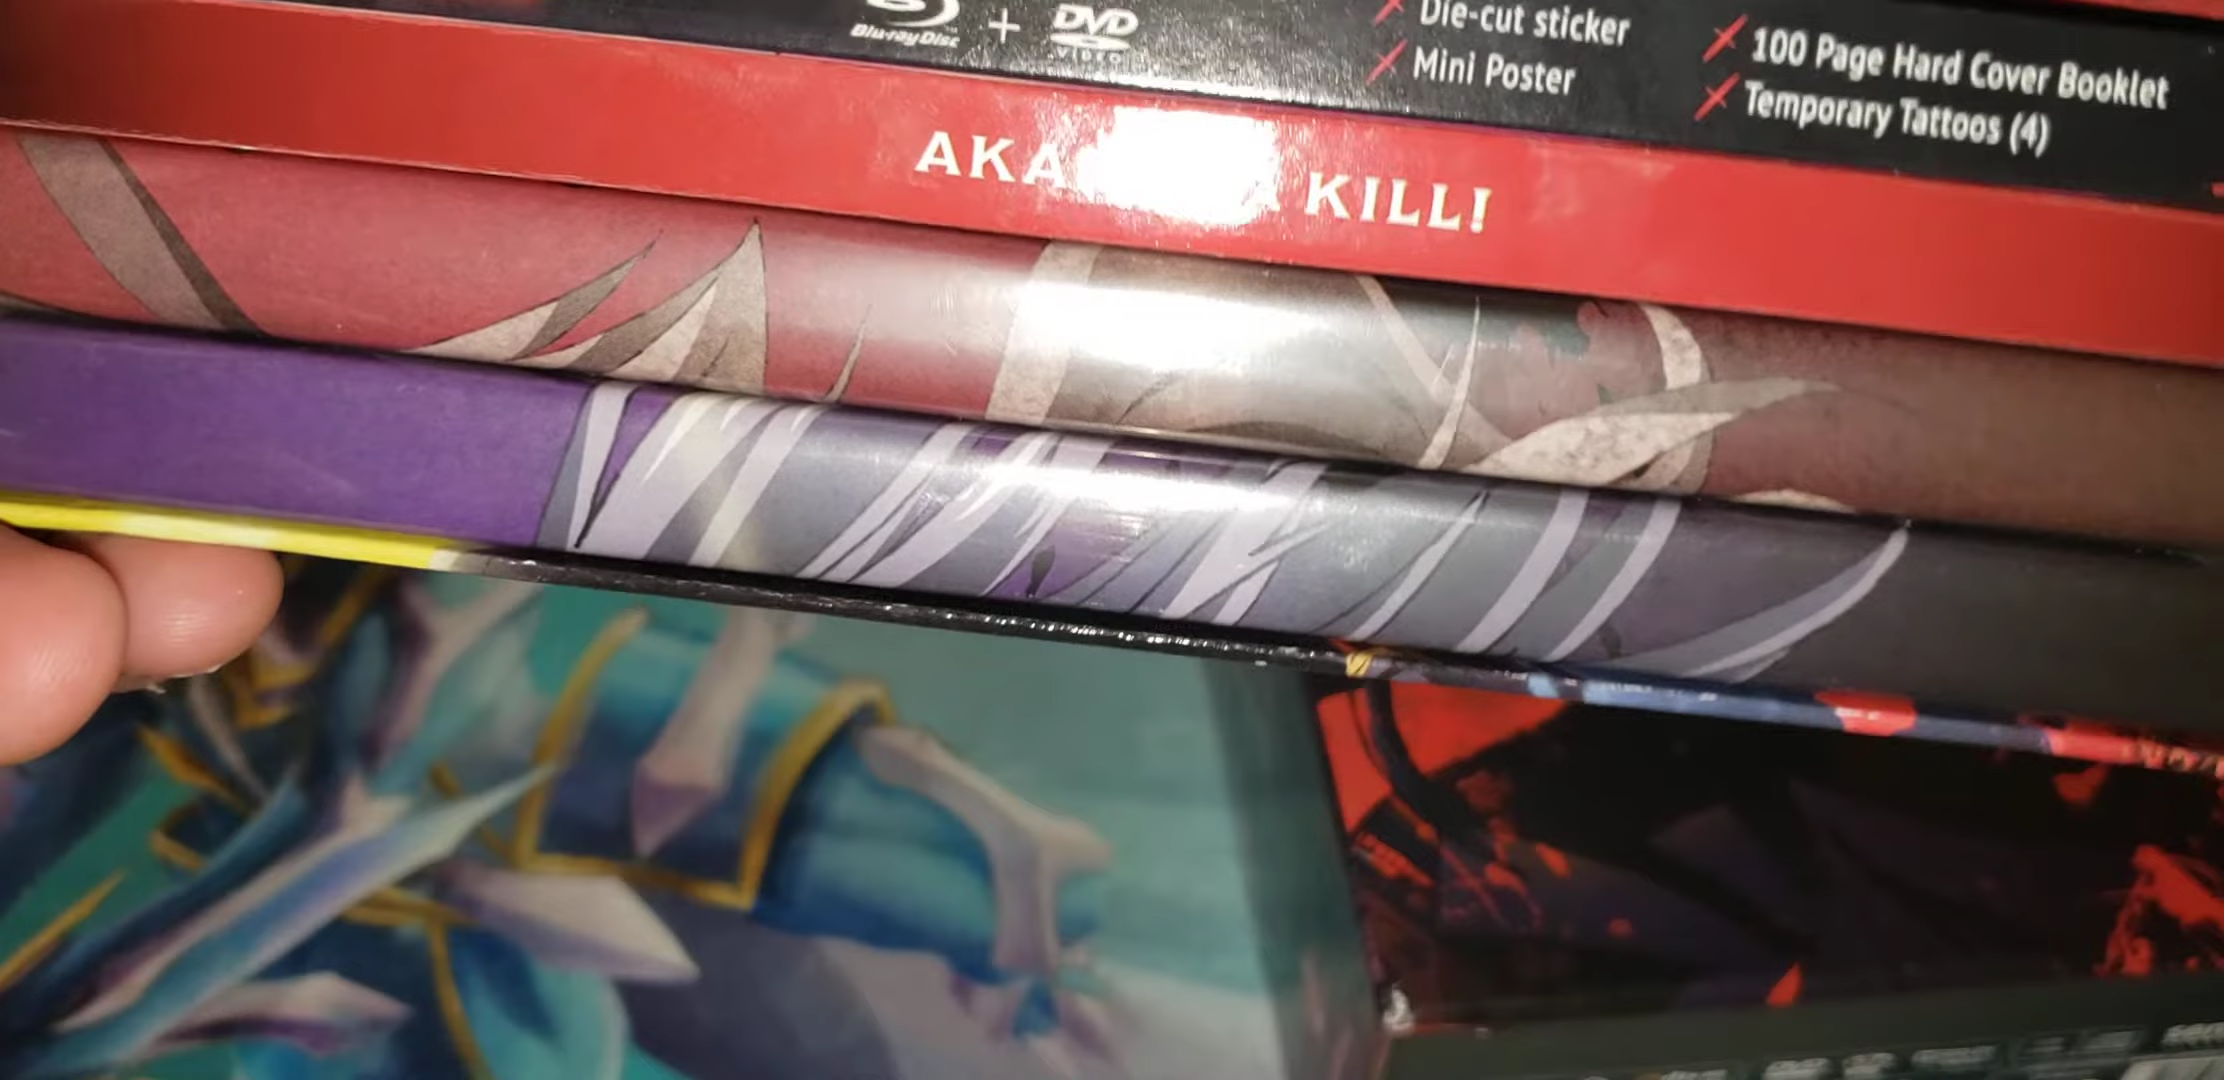 Blu-ray Disc + DVD
VIDEO
Die-cut sticker
Mini Poster
100 Page Hard Cover Booklet
Temporary Tattoos (4)
AKA KILL!